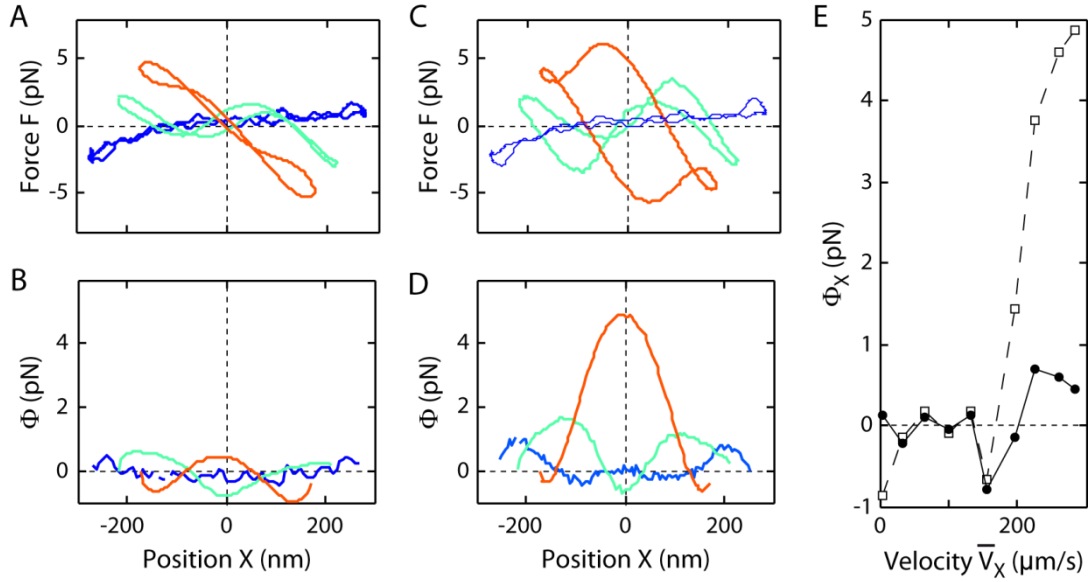 A
Force F (pN)
5
0
-5
C
Force F (pN)
5
0
-5
B
Φ (pN)
4
2
0
-200
0
200
Position X (nm)
D
Φ (pN)
4
2
0
-200
0
200
Position X (nm)
E
ΦX (pN)
5
4
3
2
1
0
-1
0
200
Velocity V̅X (μm/s)